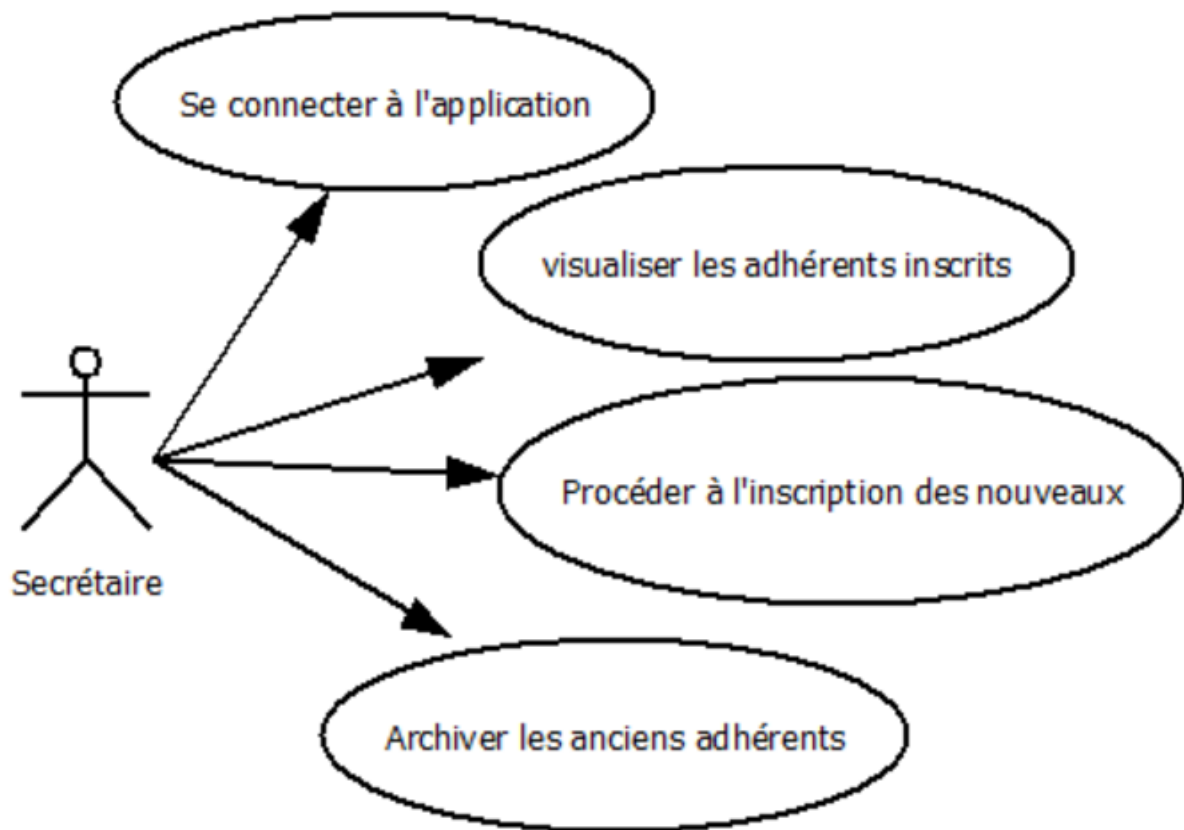 Se connecter à l'application
visualiser les adhérents inscrits
Procéder à l'inscription des nouveaux
Secrétaire
Archiver les anciens adhérents